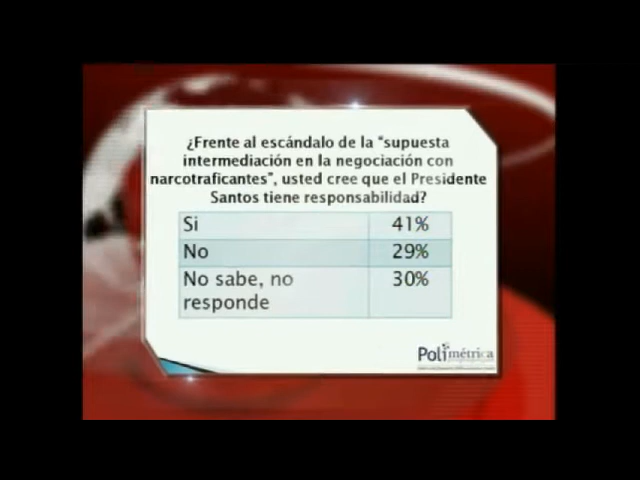 ¿Frente al escándalo de la "supuesta
intermediación en la negociación con
narcotraficantes", usted cree que el Presidente
Santos tiene responsabilidad?
Si 41%
No 29%
No sabe, no 30%
responde
Polimétrica